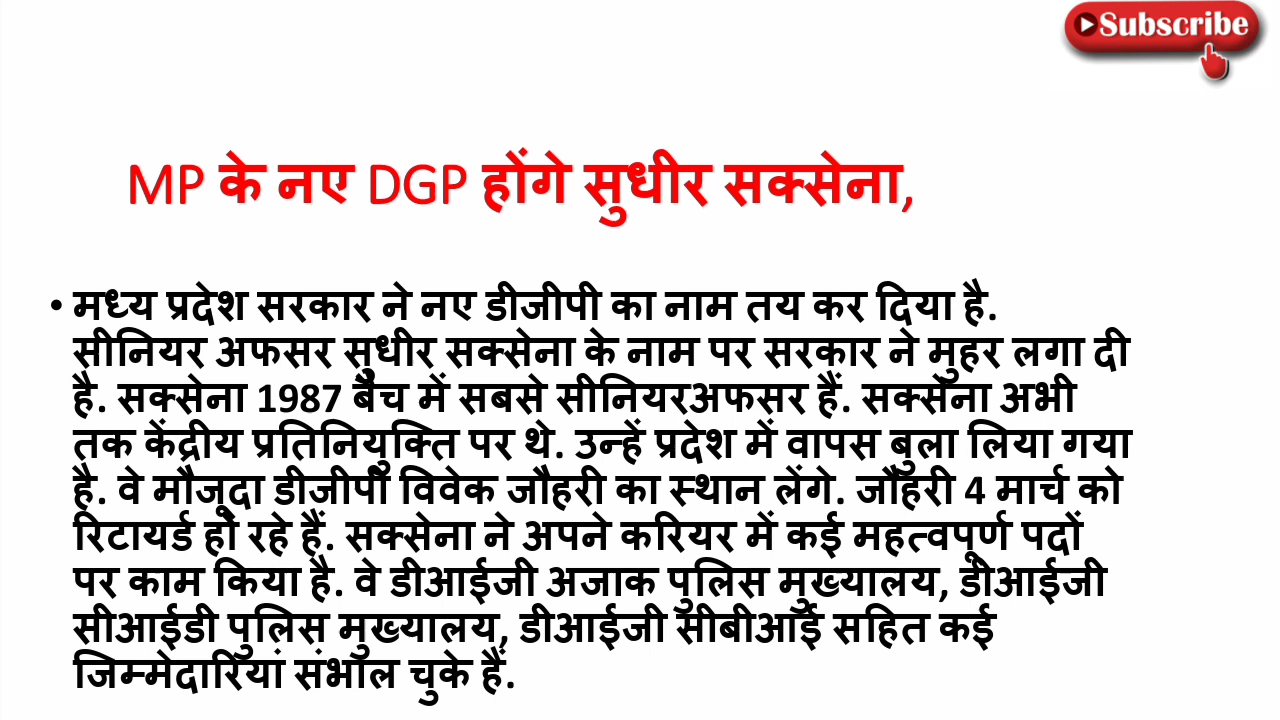 Subscribe
MP के नए DGP होंगे सुधीर सक्सेना,
• मध्य प्रदेश सरकार ने नए डीजीपी का नाम तय कर दिया है.
सीनियर अफसर सुधीर सक्सेना के नाम पर सरकार ने मुहर लगा दी
है. सक्सेना 1987 बैच में सबसे सीनियरअफसर हैं. सक्सेना अभी
तक केंद्रीय प्रतिनियुक्ति पर थे. उन्हें प्रदेश में वापस बुला लिया गया
है. वे मौजूदा डीजीपी विवेक जौहरी का स्थान लेंगे. जौहरी 4 मार्च को
रिटायर्ड हो रहे हैं. सक्सेना ने अपने करियर में कई महत्वपूर्ण पदों
पर काम किया है. वे डीआईजी अजाक पुलिस मुख्यालय, डीआईजी
सीआईडी पुलिस मुख्यालय, डीआईजी सीबीआई सहित कई
जिम्मेदारियां संभाल चुके हैं.